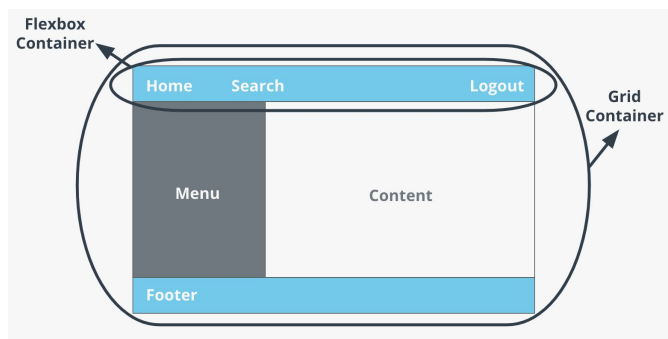 Flexbox
Container
Home Search Logout
Grid
Container
Menu
Content
Footer